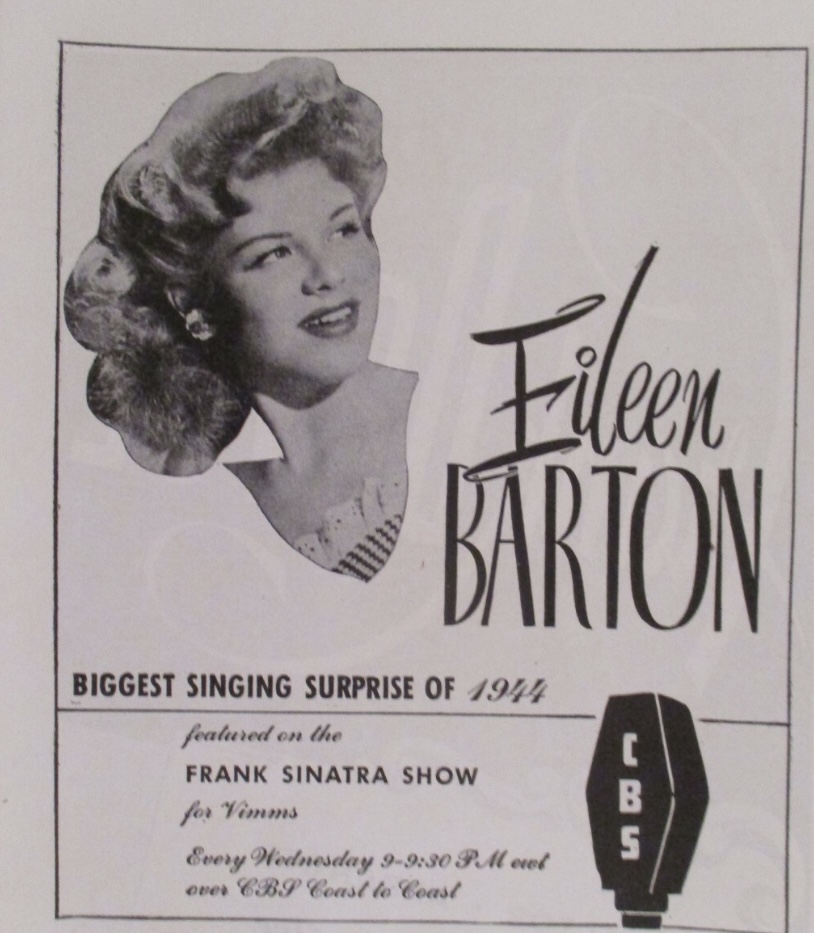 Eileen
BARTON
BIGGEST SINGING SURPRISE OF 1944
featured on the
FRANK SINATRA SHOW
for Vimms
Every Wednesday 9-9:30 PM ewt
over CBS Coast to Coast
C
B
S